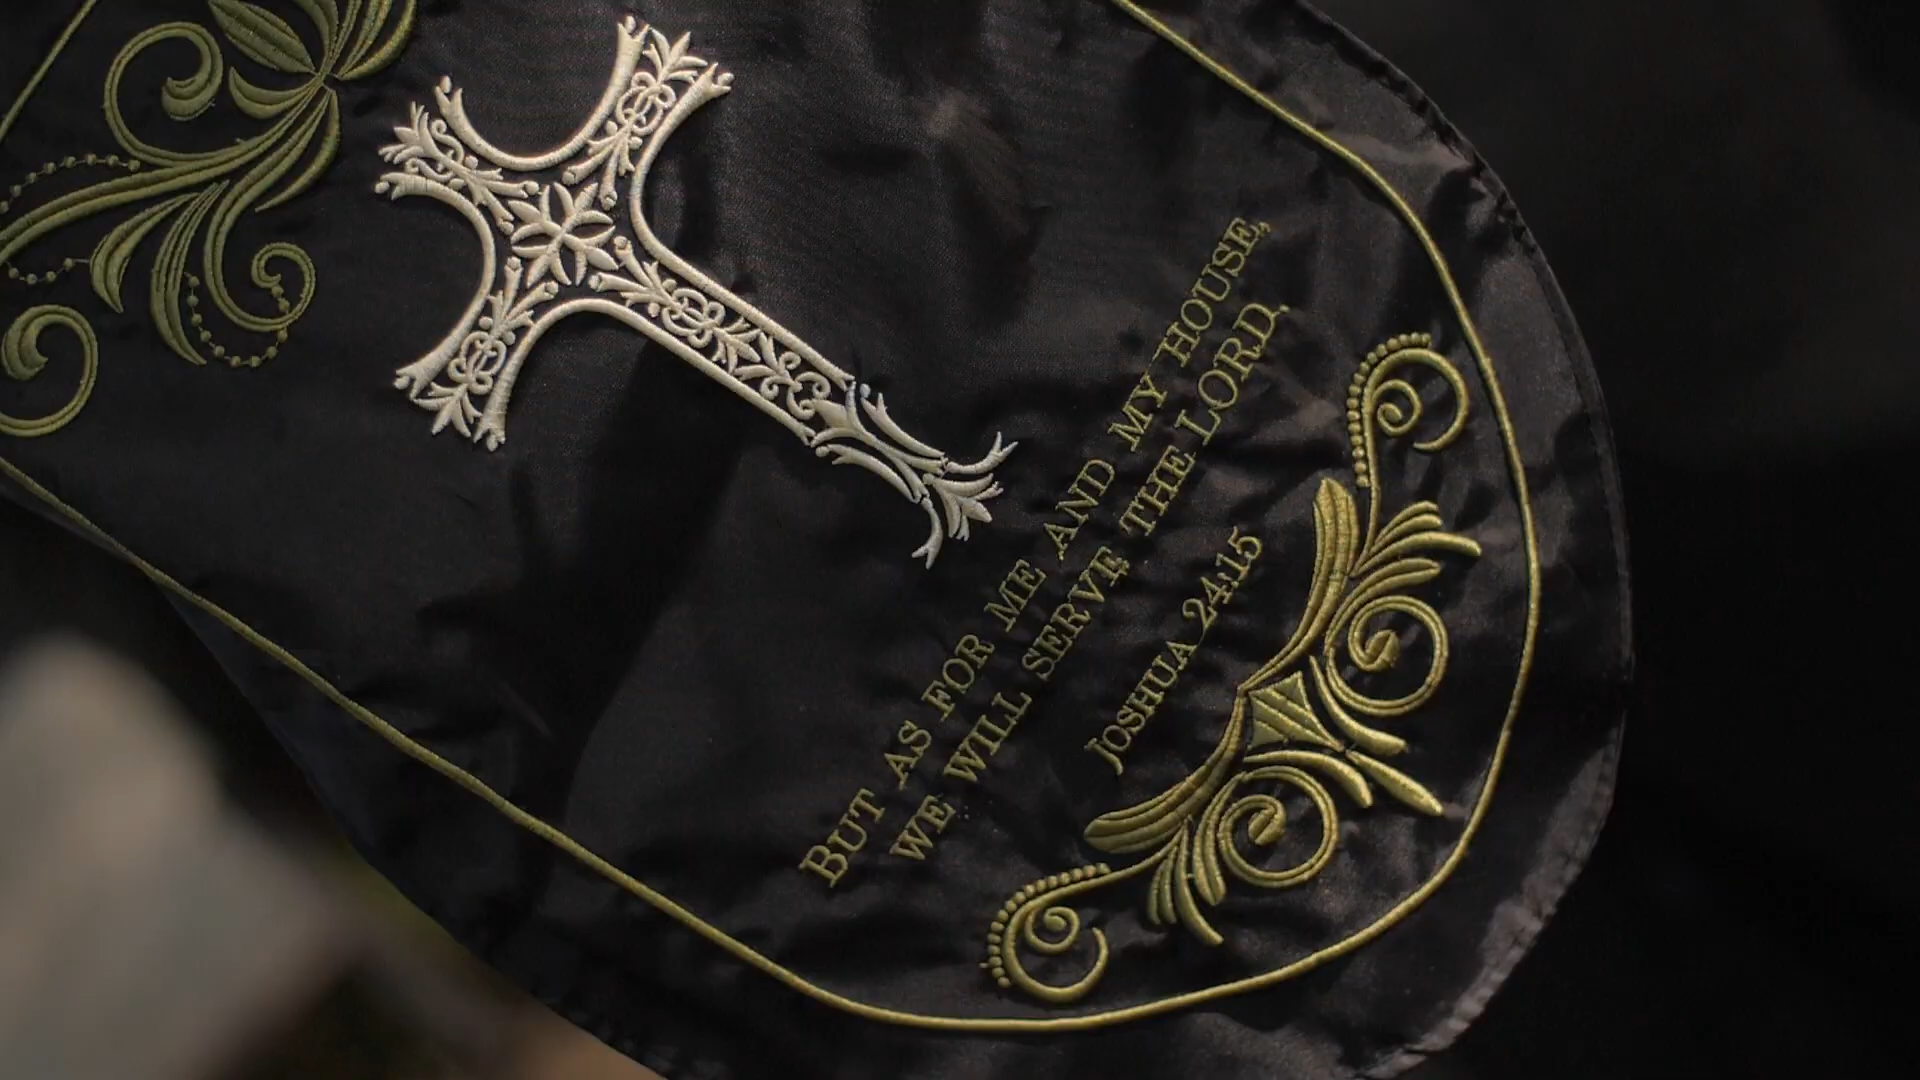 BUT AS FOR ME AND MY HOUSE,
WE WILL SERVE THE LORD.
JOSHUA 24:15